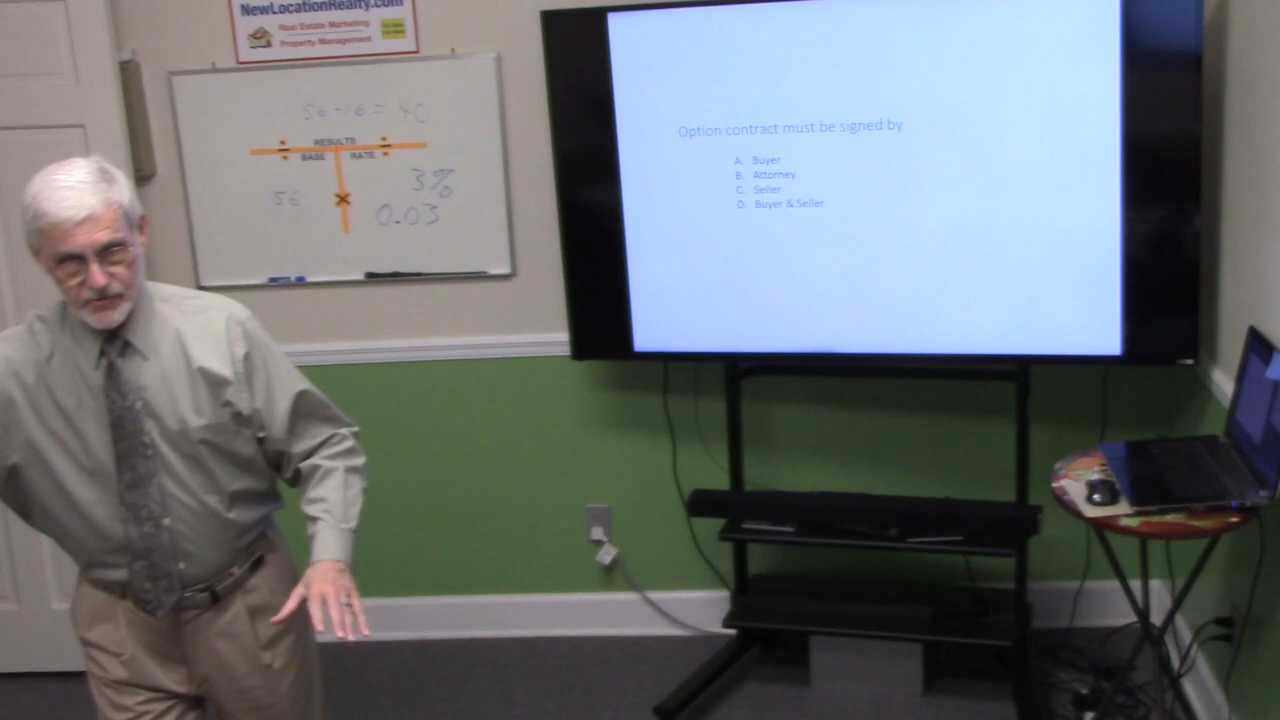 NewLocationRealty.com
Real Estate Marketing
Property Management
56 - 16 = 40
RESULTS
BASE RATE
3%
56
0.03
Option contract must be signed by
A. Buyer
B. Attorney
C. Seller
D. Buyer & Seller